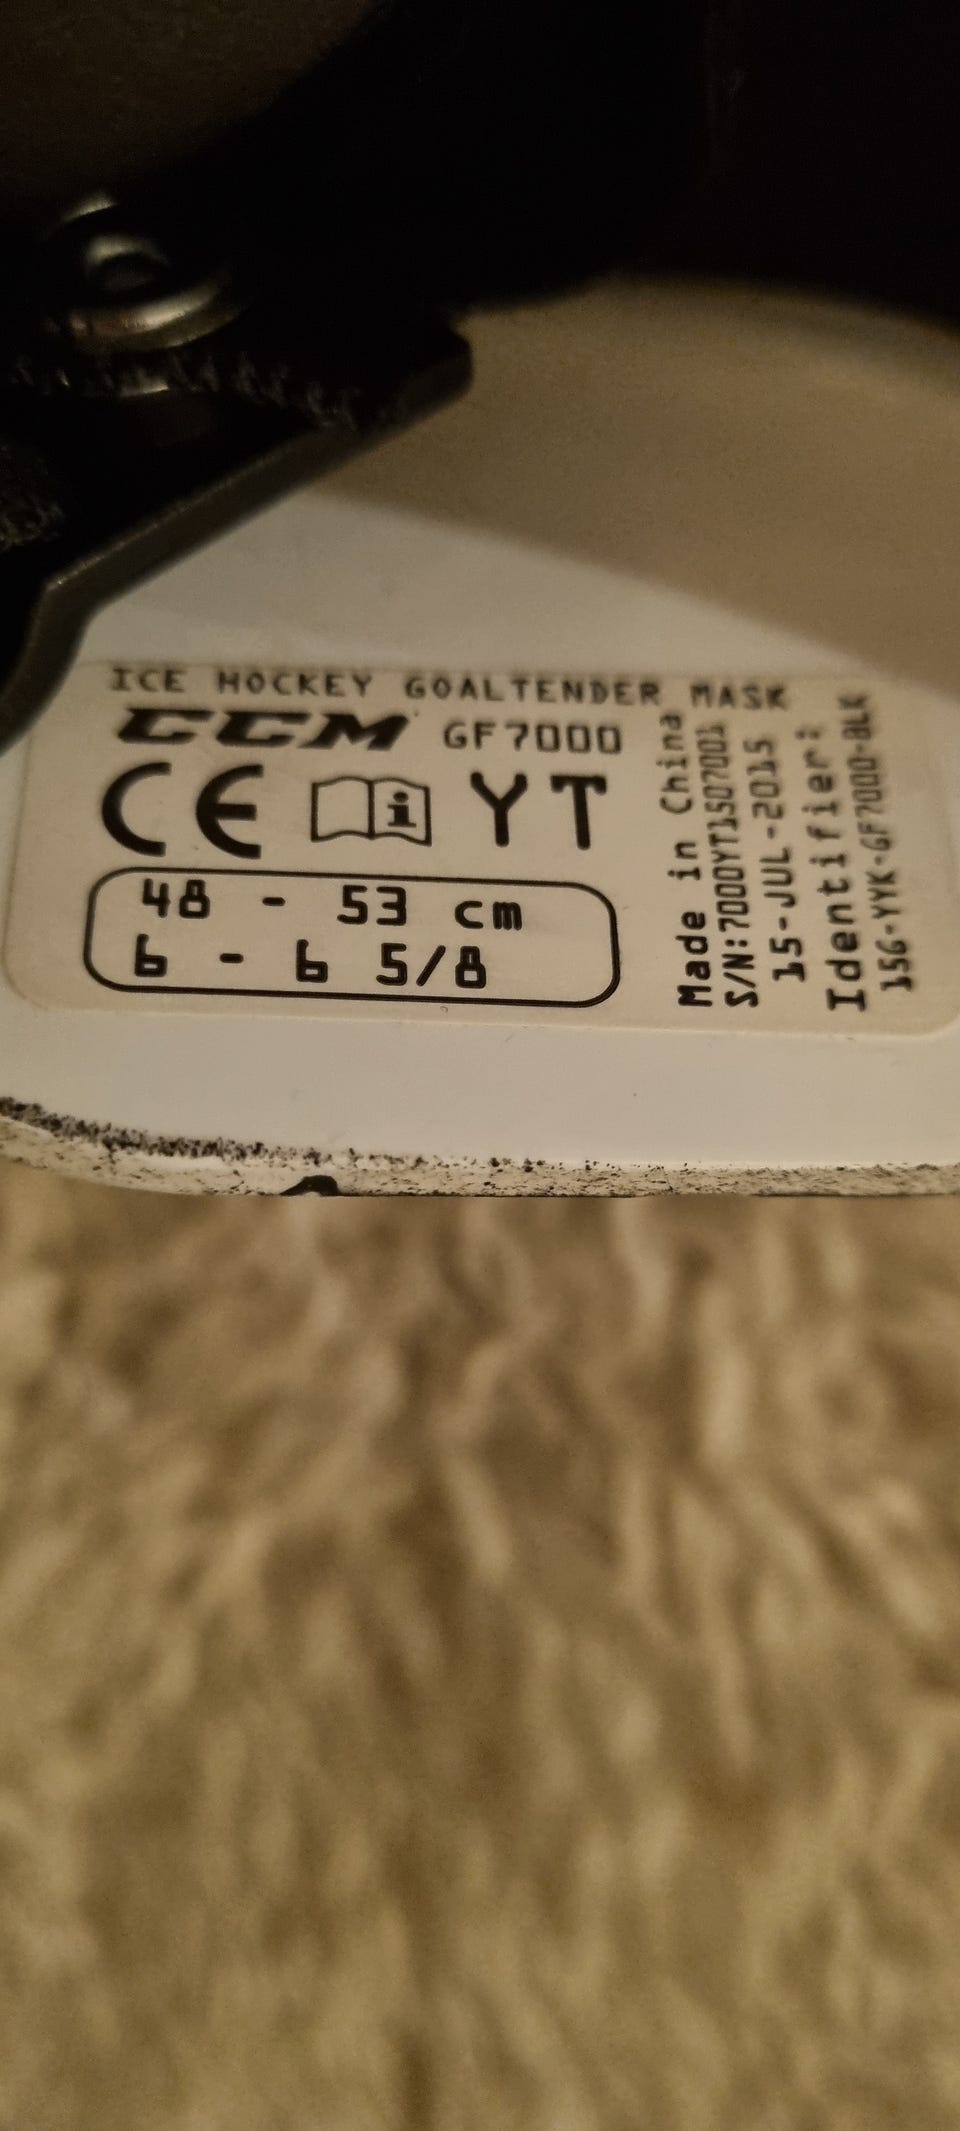 ICE HOCKEY GOALTENDER MASK
CCM GF7000
CE i YT
48 - 53 cm
6 - 6 5/8
Made in China
S/N:7000YT1507001
15-JUL-2015
Identifier:
156-YYK-GF7000-BLK